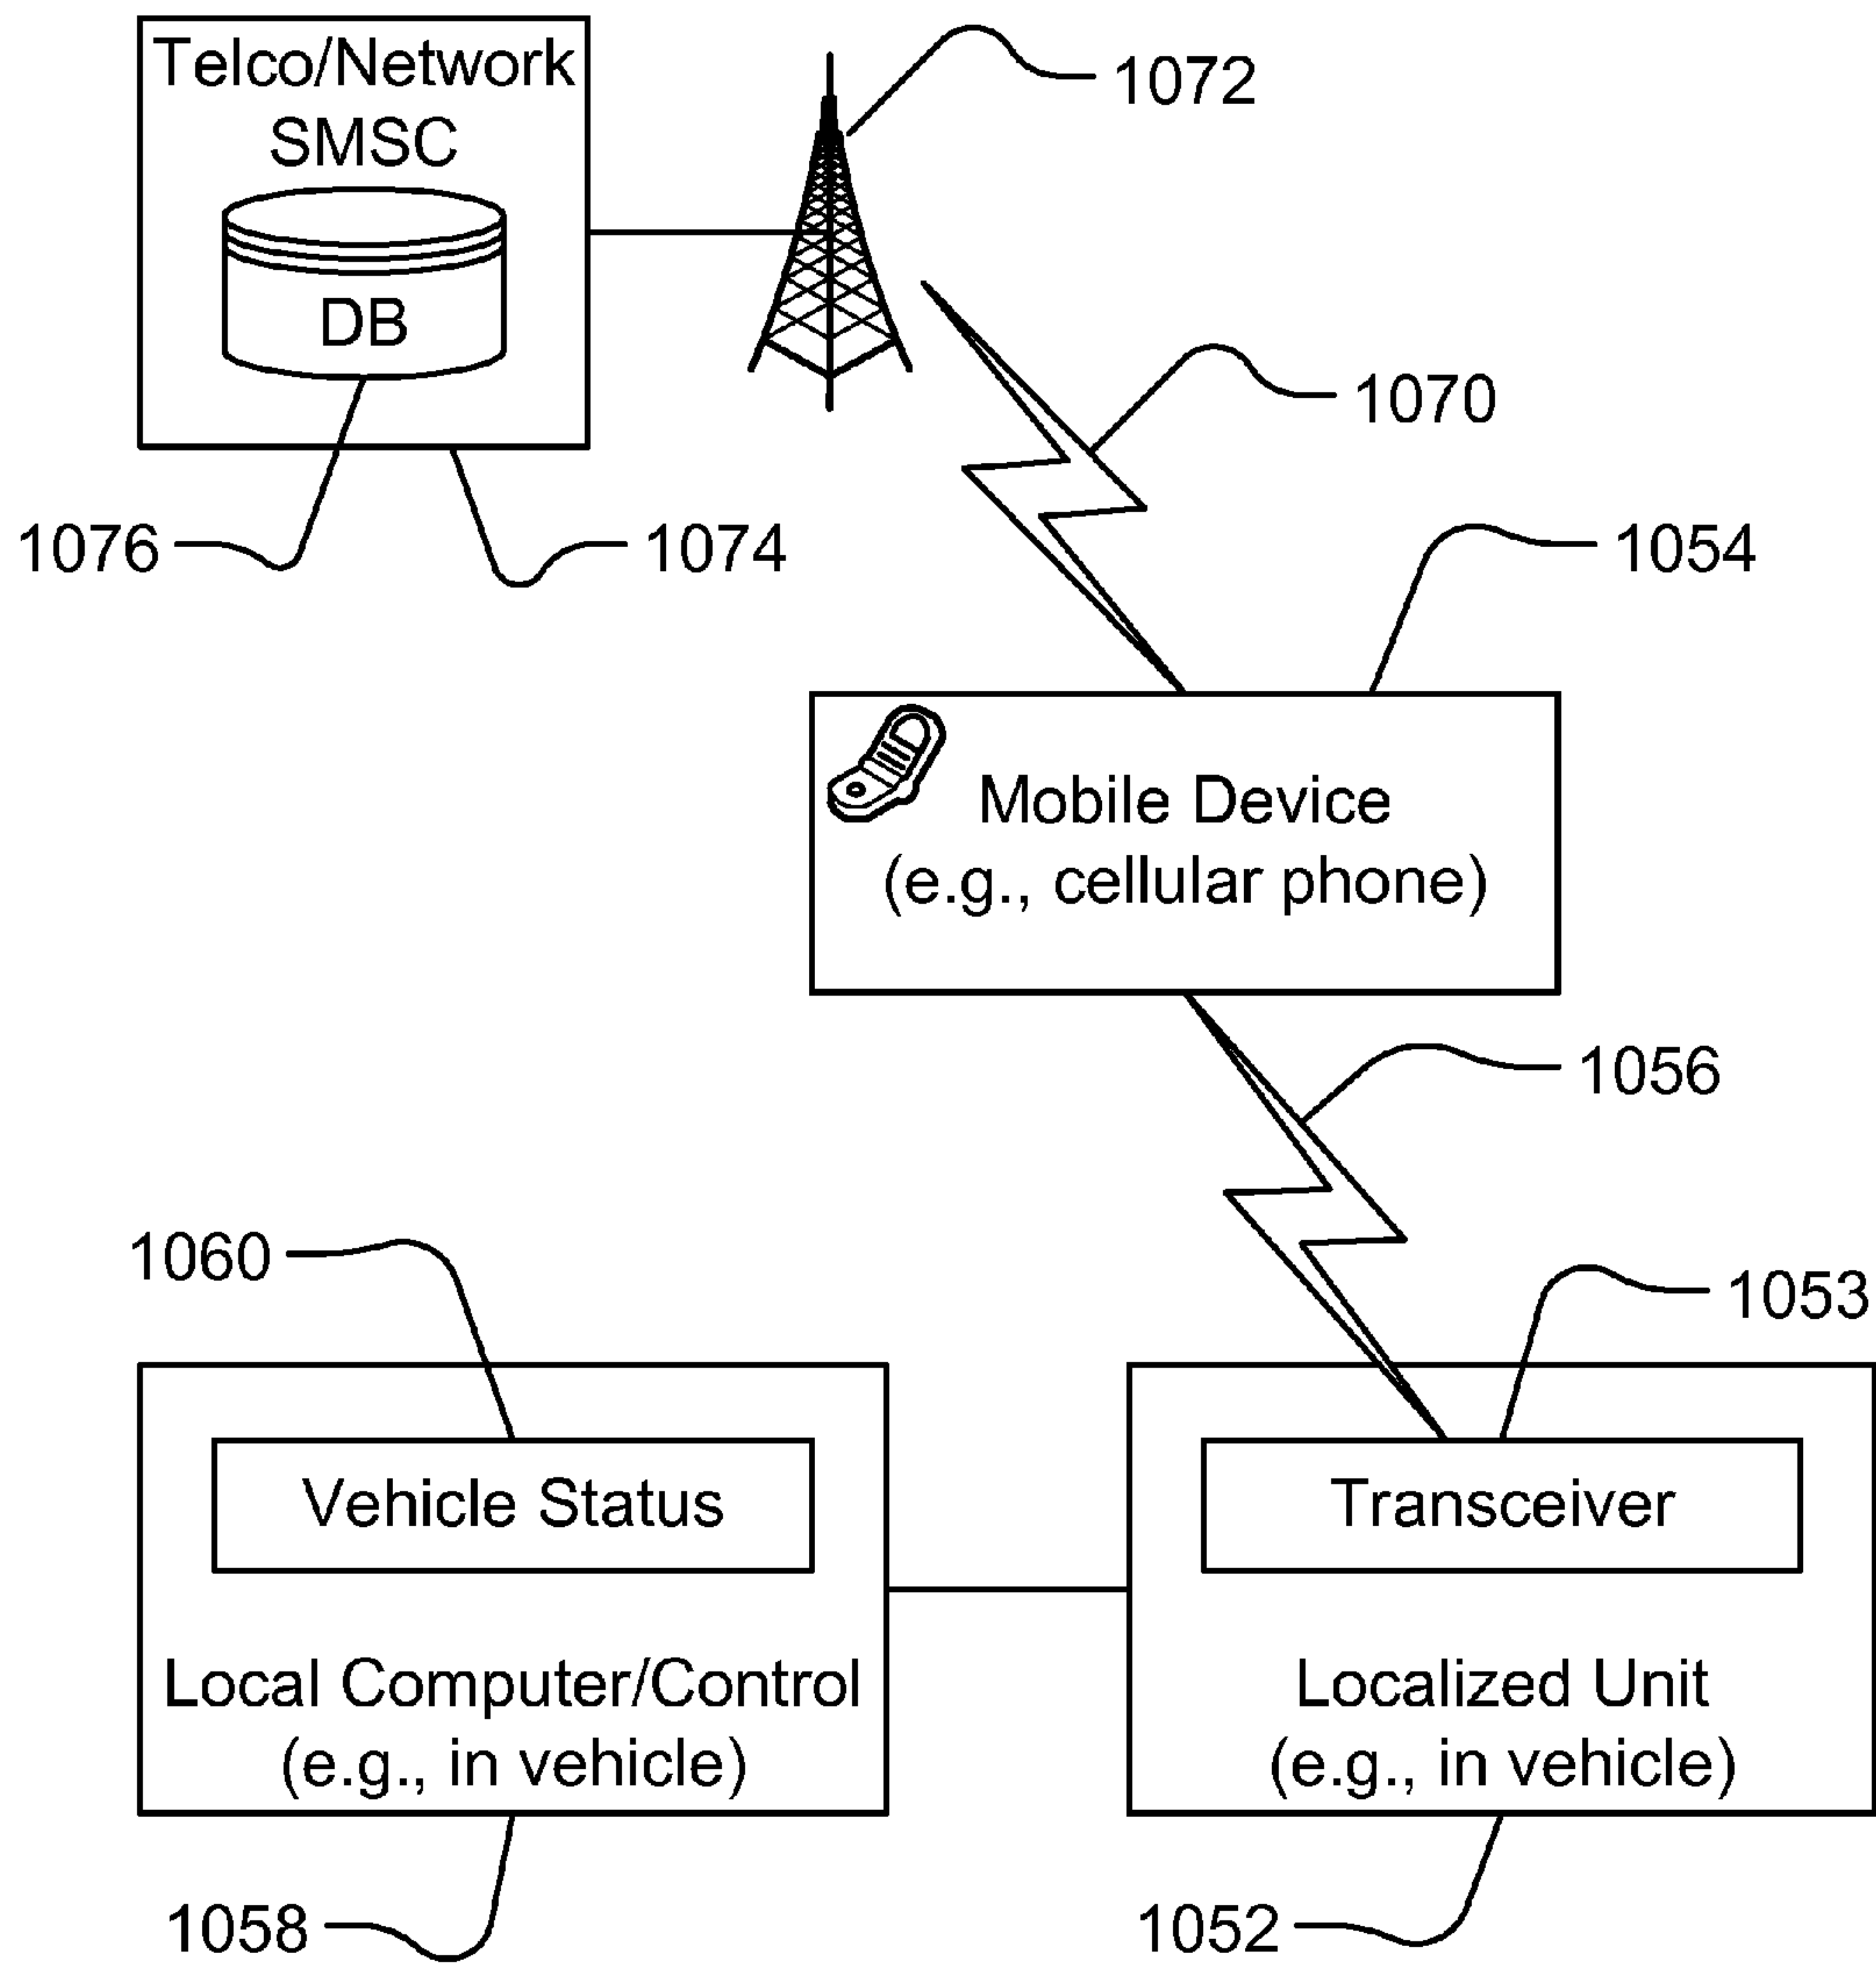 Telco/Network
SMSC
DB
1072
1070
1076
1074
1054
Mobile Device
(e.g., cellular phone)
1056
1060
1053
Vehicle Status
Transceiver
Local Computer/Control
(e.g., in vehicle)
Localized Unit
(e.g., in vehicle)
1058
1052